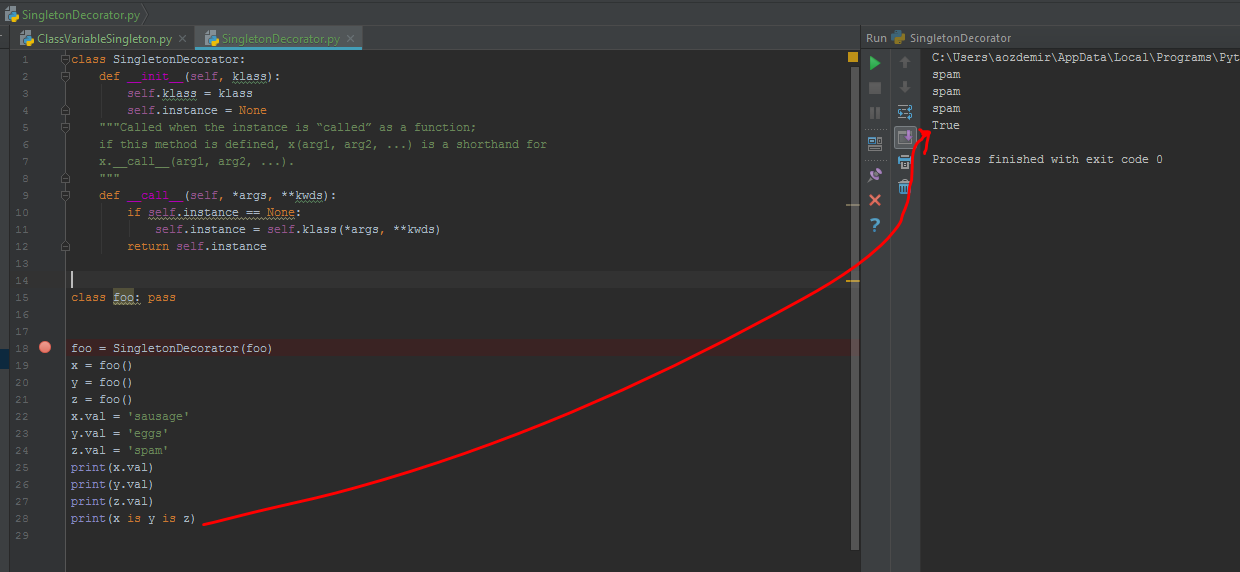 SingletonDecorator.py
ClassVariableSingleton.py
SingletonDecorator.py
1 class SingletonDecorator:
2 def __init__(self, klass):
3 self.klass = klass
4 self.instance = None
5 """Called when the instance is “called” as a function;
6 if this method is defined, x(arg1, arg2, ...) is a shorthand for
7 x.__call__(arg1, arg2, ...).
8 """
9 def __call__(self, *args, **kwds):
10 if self.instance == None:
11 self.instance = self.klass(*args, **kwds)
12 return self.instance
13
14
15 class foo: pass
16
17
18 foo = SingletonDecorator(foo)
19 x = foo()
20 y = foo()
21 z = foo()
22 x.val = 'sausage'
23 y.val = 'eggs'
24 z.val = 'spam'
25 print(x.val)
26 print(y.val)
27 print(z.val)
28 print(x is y is z)
29
Run SingletonDecorator
C:\Users\aozdemir\AppData\Local\Programs\Pyt
spam
spam
spam
True
Process finished with exit code 0